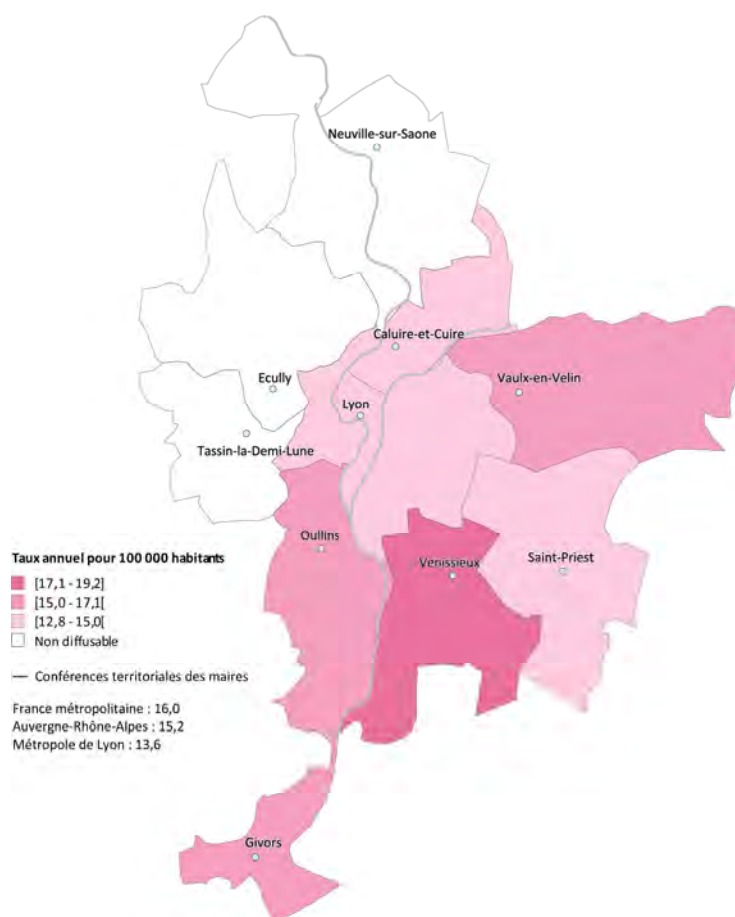 Neuville-sur-Saone
Caluire-et-Cuire
Ecully
Vaulx-en-Velin
Lyon
Tassin-la-Demi-Lune
Oullins
Vénissieux
Saint-Priest
Taux annuel pour 100 000 habitants
[17,1 - 19,2]
[15,0 - 17,1[
[12,8 - 15,0[
Non diffusable
Conférences territoriales des maires
France métropolitaine : 16,0
Auvergne-Rhône-Alpes : 15,2
Métropole de Lyon : 13,6
Givors